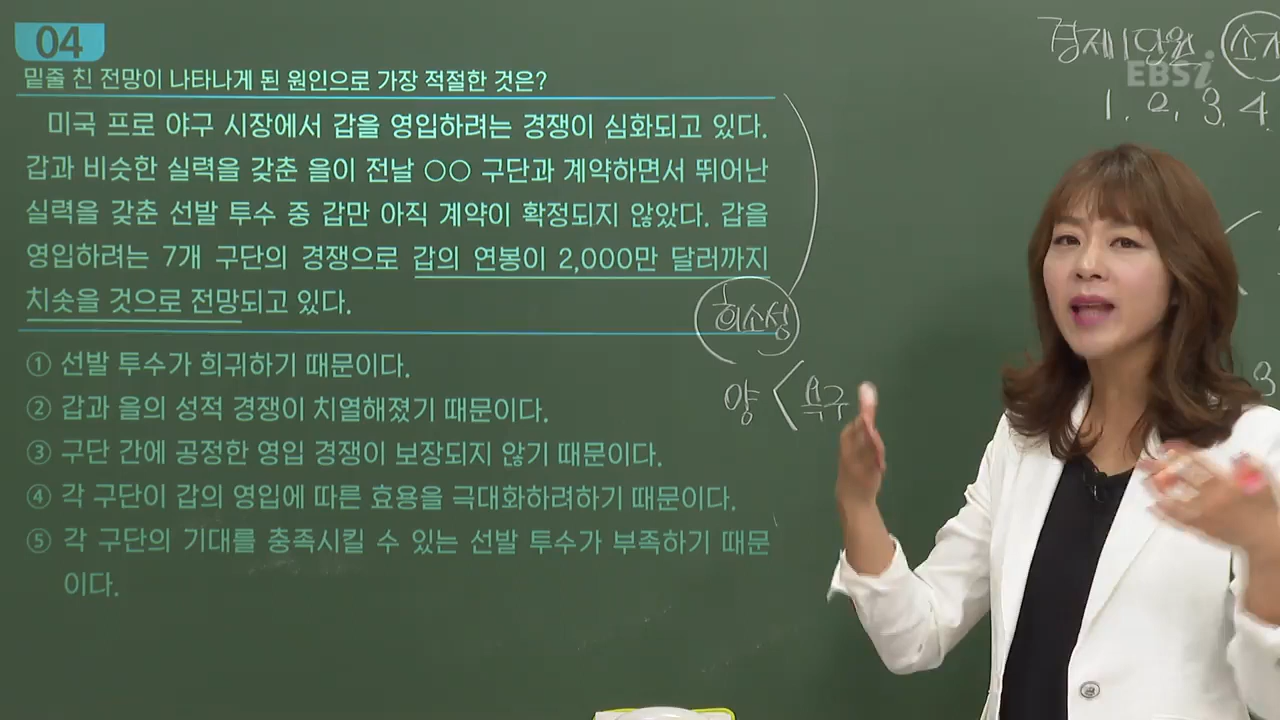 04
밑줄 친 전망이 나타나게 된 원인으로 가장 적절한 것은?
미국 프로 야구 시장에서 갑을 영입하려는 경쟁이 심화되고 있다.
갑과 비슷한 실력을 갖춘 을이 전날 ○○ 구단과 계약하면서 뛰어난
실력을 갖춘 선발 투수 중 갑만 아직 계약이 확정되지 않았다. 갑을
영입하려는 7개 구단의 경쟁으로 갑의 연봉이 2,000만 달러까지
치솟을 것으로 전망되고 있다.
① 선발 투수가 희귀하기 때문이다.
② 갑과 을의 성적 경쟁이 치열해졌기 때문이다.
③ 구단 간에 공정한 영입 경쟁이 보장되지 않기 때문이다.
④ 각 구단이 갑의 영입에 따른 효용을 극대화하려하기 때문이다.
⑤ 각 구단의 기대를 충족시킬 수 있는 선발 투수가 부족하기 때문
이다.
희소성
양 < 욕구
경제 1단원
EBSi
1. 2. 3. 4.
3